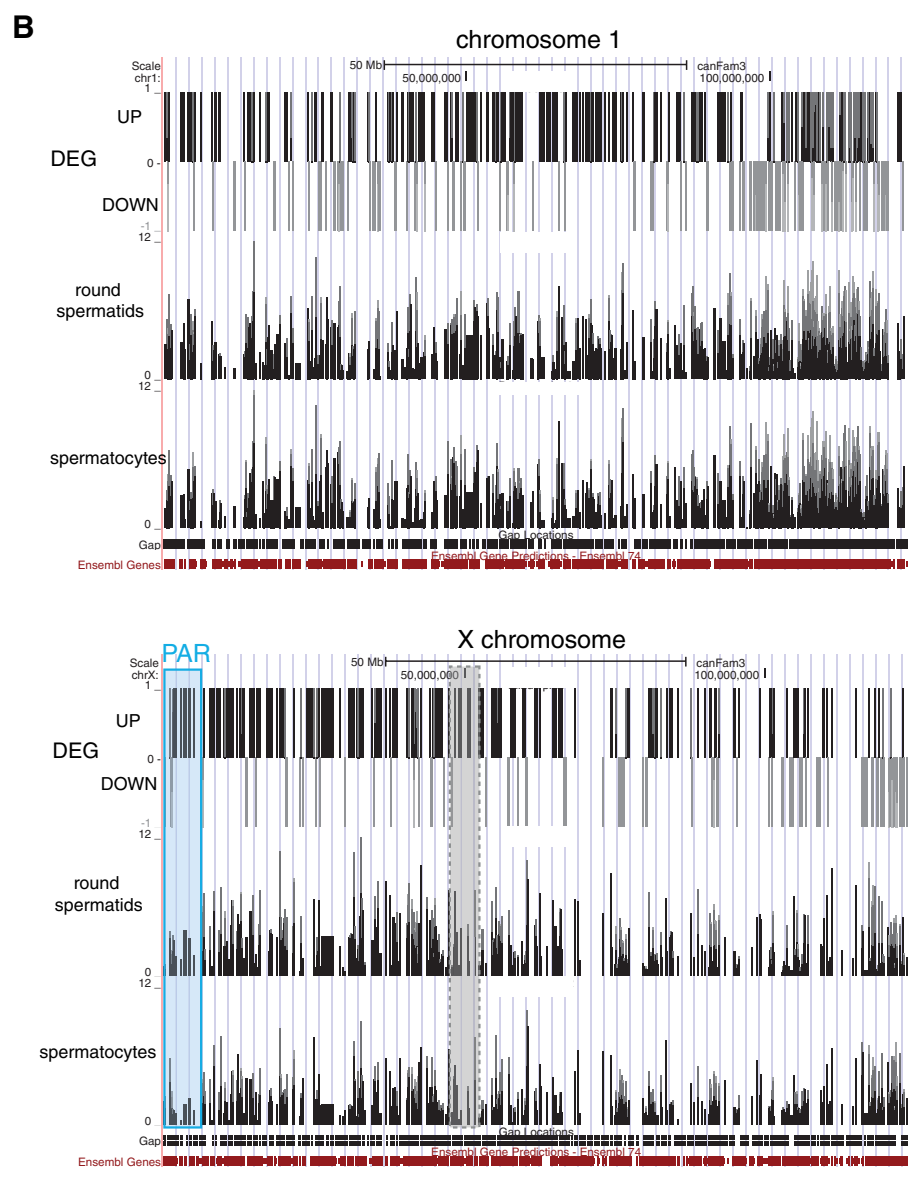 B
chromosome 1
Scale 50 Mb canFam3
chr1: 50,000,000 100,000,000
1
UP
DEG
0
DOWN
-1
12
round
spermatids
0
12
spermatocytes
0
Gap Locations
Gap
Ensembl Gene Predictions - Ensembl 74
Ensembl Genes
X chromosome
PAR
Scale 50 Mb canFam3
chrX: 50,000,000 100,000,000
1
UP
DEG
0
DOWN
-1
12
round
spermatids
0
12
spermatocytes
0
Gap Locations
Gap
Ensembl Gene Predictions - Ensembl 74
Ensembl Genes